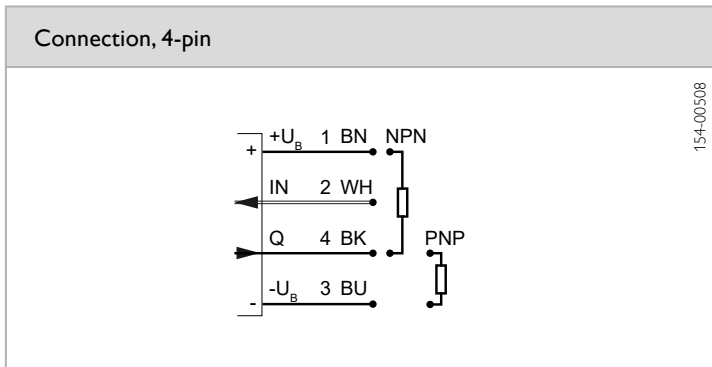 Connection, 4-pin
154-00508
+U_B 1 BN NPN
+
IN 2 WH
Q 4 BK PNP
-U_B 3 BU
-